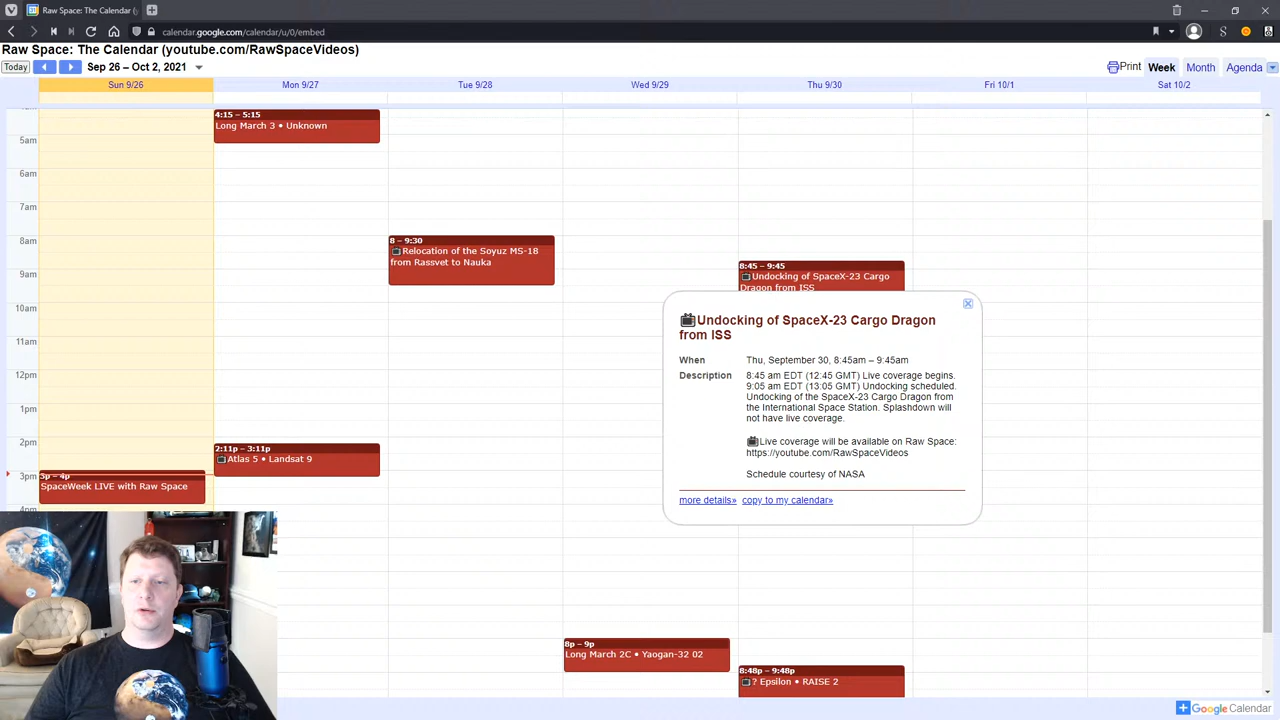 Raw Space: The Calendar (
calendar.google.com/calendar/u/0/embed
Raw Space: The Calendar (youtube.com/RawSpaceVideos)
Today
Sep 26 – Oct 2, 2021
Print
Week
Month
Agenda
Sun 9/26
Mon 9/27
Tue 9/28
Wed 9/29
Thu 9/30
Fri 10/1
Sat 10/2
5am
6am
7am
8am
9am
10am
11am
12pm
1pm
2pm
3pm
4pm
4:15 – 5:15
Long March 3 • Unknown
8 – 9:30
Relocation of the Soyuz MS-18
from Rassvet to Nauka
8:45 – 9:45
Undocking of SpaceX-23 Cargo
Dragon from ISS
Undocking of SpaceX-23 Cargo Dragon
from ISS
When
Thu, September 30, 8:45am – 9:45am
Description
8:45 am EDT (12:45 GMT) Live coverage begins.
9:05 am EDT (13:05 GMT) Undocking scheduled.
Undocking of the SpaceX-23 Cargo Dragon from
the International Space Station. Splashdown will
not have live coverage.
Live coverage will be available on Raw Space:
https://youtube.com/RawSpaceVideos
Schedule courtesy of NASA
more details» copy to my calendar»
2:11p – 3:11p
Atlas 5 • Landsat 9
3p – 4p
SpaceWeek LIVE with Raw Space
8p – 9p
Long March 2C • Yaogan-32 02
8:48p – 9:48p
? Epsilon • RAISE 2
Google Calendar